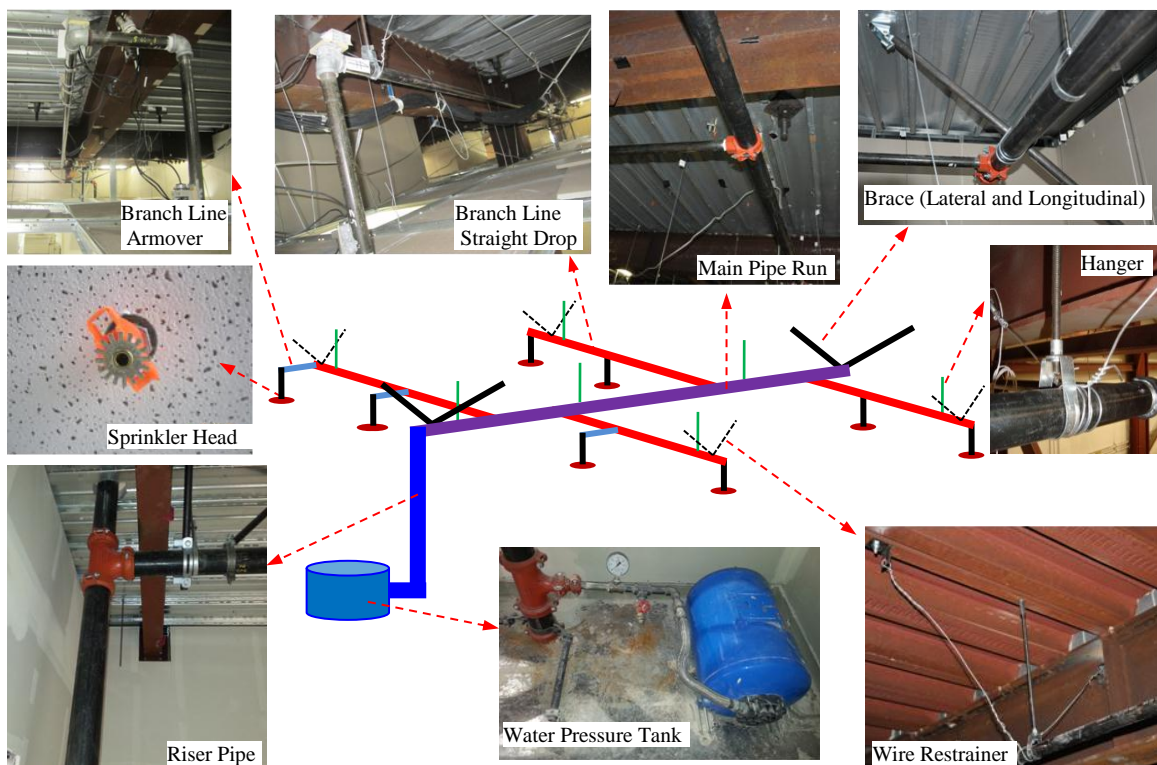 Branch Line
Armover
Branch Line
Straight Drop
Main Pipe Run
Brace (Lateral and Longitudinal)
Hanger
Sprinkler Head
Riser Pipe
Water Pressure Tank
Wire Restrainer